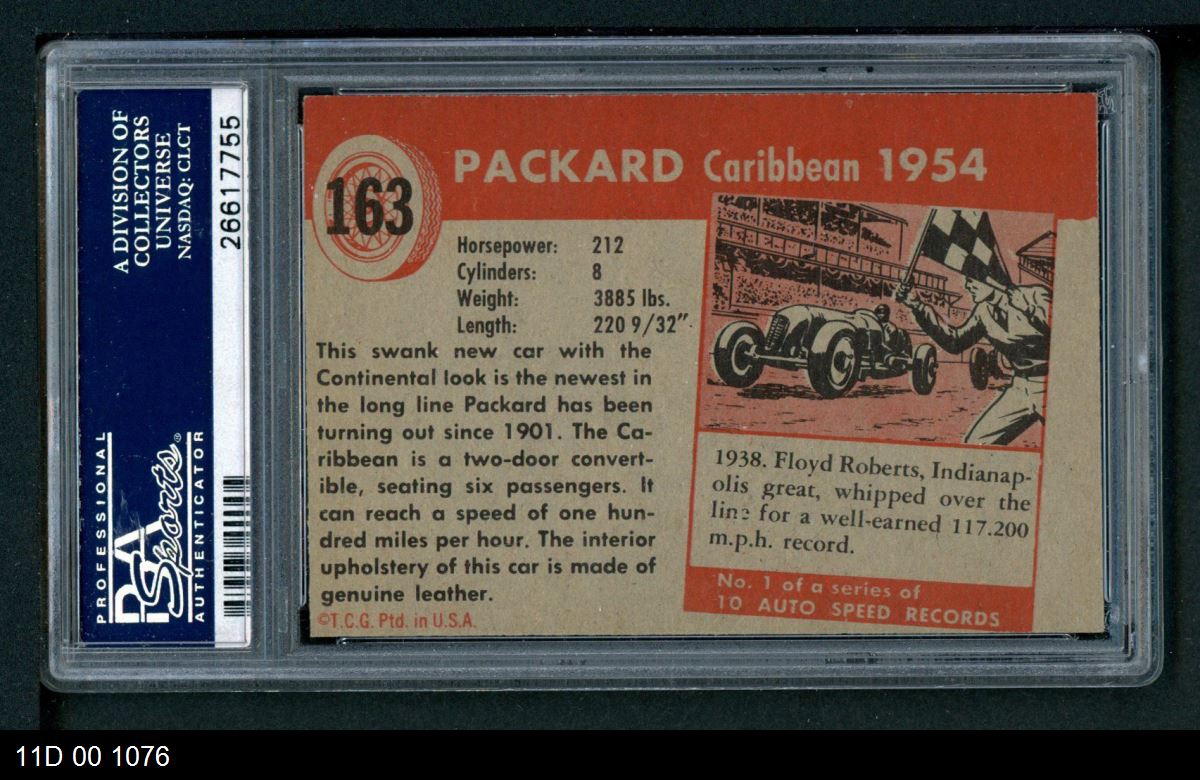 A DIVISION OF
COLLECTORS
UNIVERSE
NASDAQ: CLCT
26617755
PROFESSIONAL
PSA
Sports®
AUTHENTICATOR
163
PACKARD Caribbean 1954
Horsepower: 212
Cylinders: 8
Weight: 3885 lbs.
Length: 220 9/32"
This swank new car with the
Continental look is the newest in
the long line Packard has been
turning out since 1901. The Ca-
ribbean is a two-door convert-
ible, seating six passengers. It
can reach a speed of one hun-
dred miles per hour. The interior
upholstery of this car is made of
genuine leather.
©T.C.G. Ptd. in U.S.A.
1938. Floyd Roberts, Indianap-
olis great, whipped over the
line for a well-earned 117.200
m.p.h. record.
No. 1 of a series of
10 AUTO SPEED RECORDS
11D 00 1076